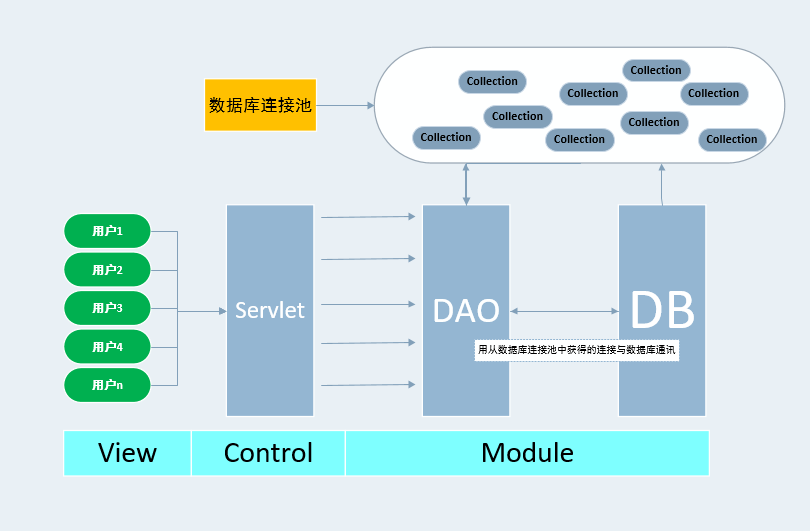 数据库连接池
Collection
Collection
Collection
Collection
Collection
Collection
Collection
Collection
Collection
用户1
用户2
用户3
用户4
用户n
Servlet
DAO
DB
用从数据库连接池中获得的连接与数据库通讯
View
Control
Module